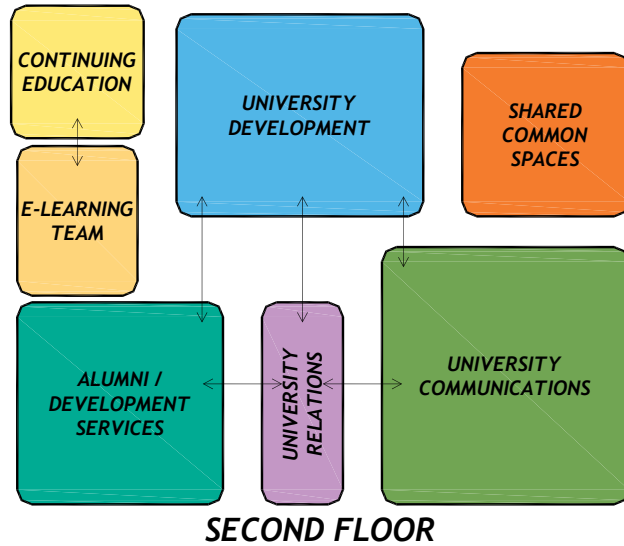 CONTINUING
EDUCATION
UNIVERSITY
DEVELOPMENT
SHARED
COMMON
SPACES
E-LEARNING
TEAM
ALUMNI /
DEVELOPMENT
SERVICES
UNIVERSITY
RELATIONS
UNIVERSITY
COMMUNICATIONS
SECOND FLOOR